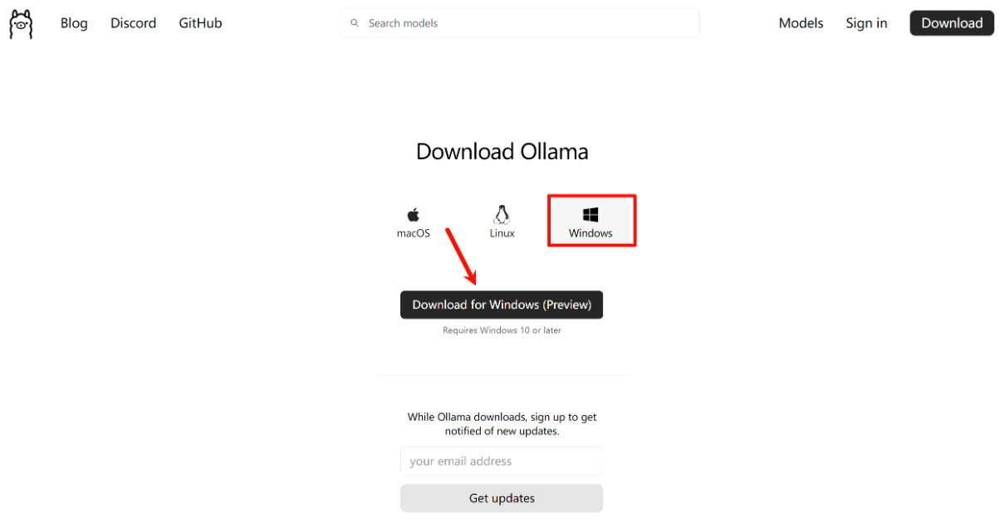 Blog Discord GitHub Search models Models Sign in Download
Download Ollama
macOS Linux Windows
Download for Windows (Preview)
Requires Windows 10 or later
While Ollama downloads, sign up to get
notified of new updates.
your email address
Get updates